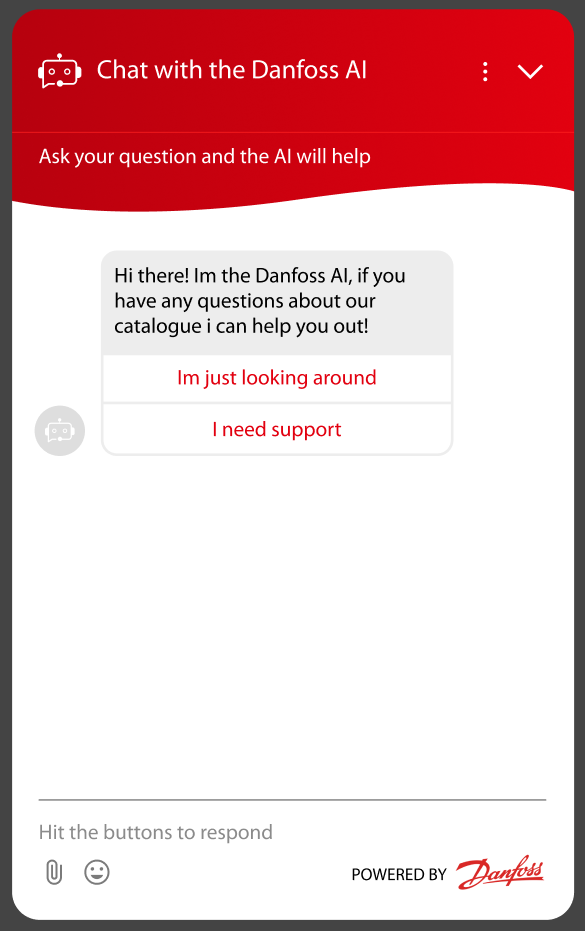 Chat with the Danfoss AI
Ask your question and the AI will help
Hi there! Im the Danfoss AI, if you
have any questions about our
catalogue i can help you out!
Im just looking around
I need support
Hit the buttons to respond
POWERED BY Danfoss